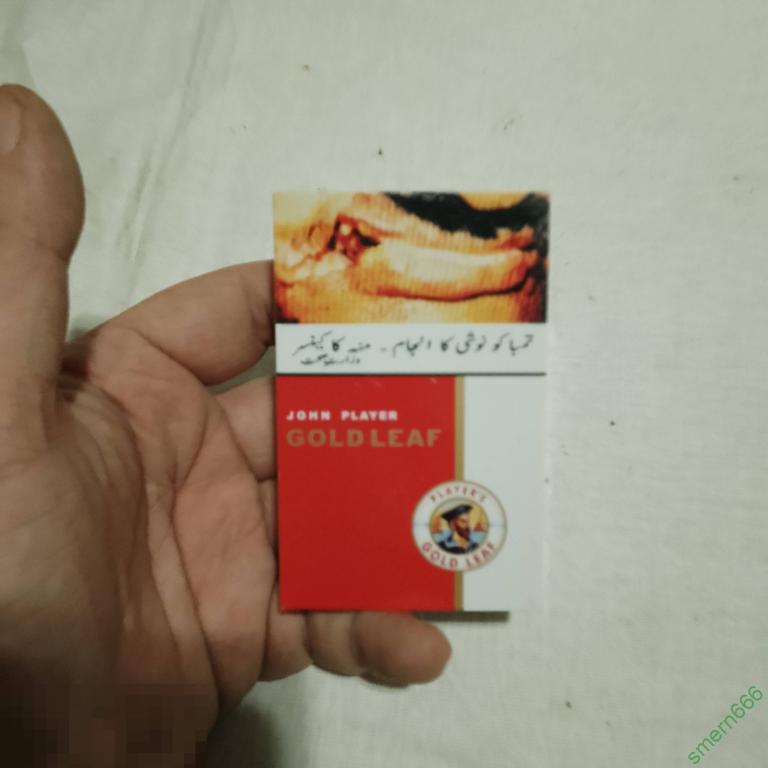 تمباکو نوشی کا انجام ۔ منہ کا کینسر
وزارت صحت
JOHN PLAYER
GOLD LEAF
PLAYER'S
GOLD LEAF
smern666